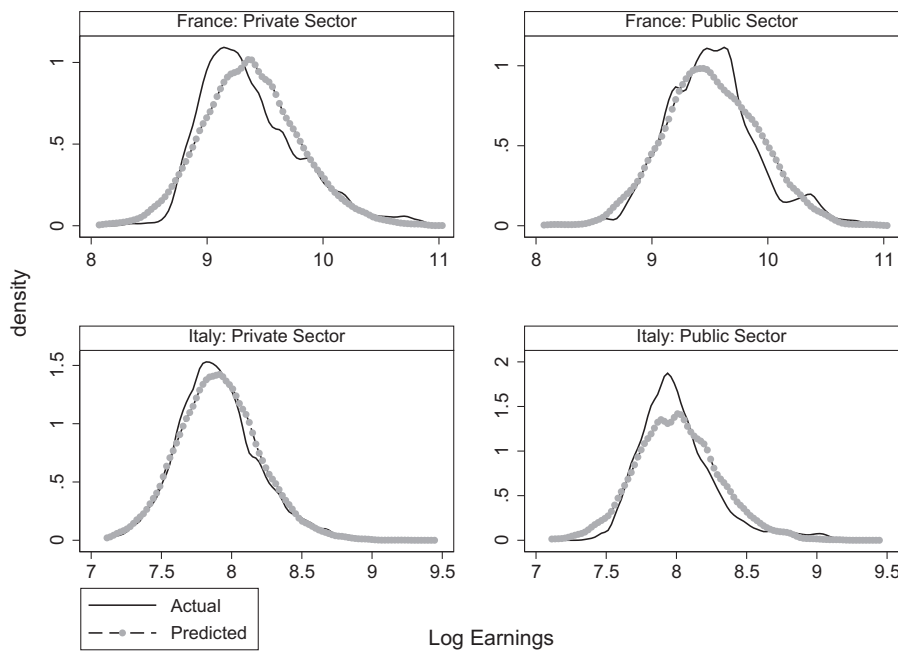 France: Private Sector
France: Public Sector
0 .5 1
8 9 10 11
0 .5 1
8 9 10 11
density
Italy: Private Sector
Italy: Public Sector
0 .5 1 1.5
7 7.5 8 8.5 9 9.5
0 .5 1 1.5 2
7 7.5 8 8.5 9 9.5
Actual
Predicted
Log Earnings